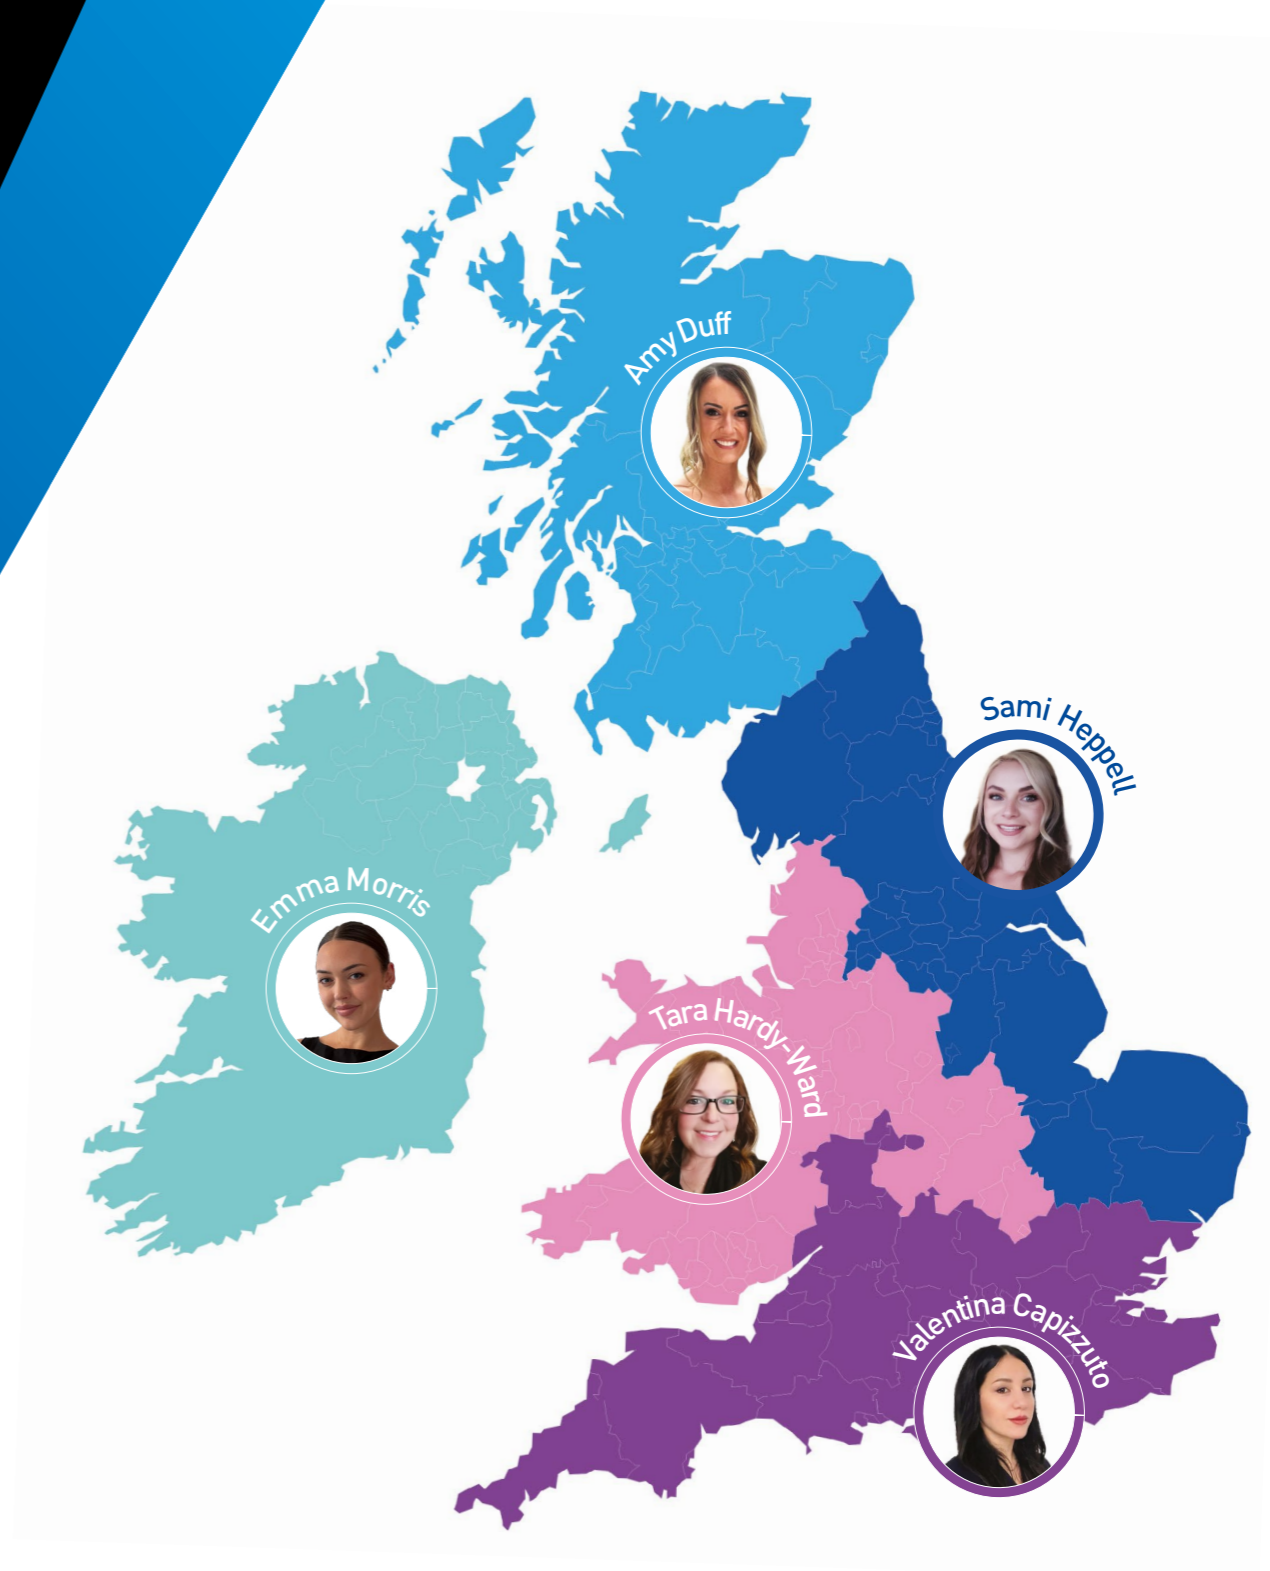 Amy Duff
Sami Heppell
Emma Morris
Tara Hardy-Ward
Valentina Capizzuto